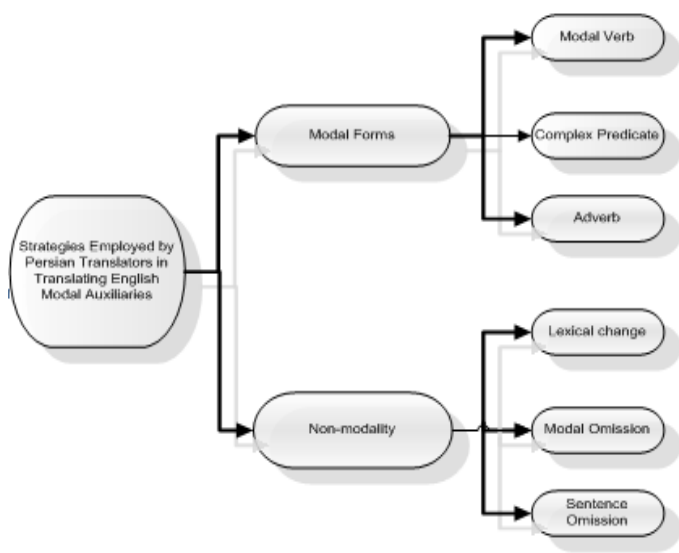 Strategies Employed by
Persian Translators in
Translating English
Modal Auxiliaries
Modal Forms
Modal Verb
Complex Predicate
Adverb
Non-modality
Lexical change
Modal Omission
Sentence
Omission